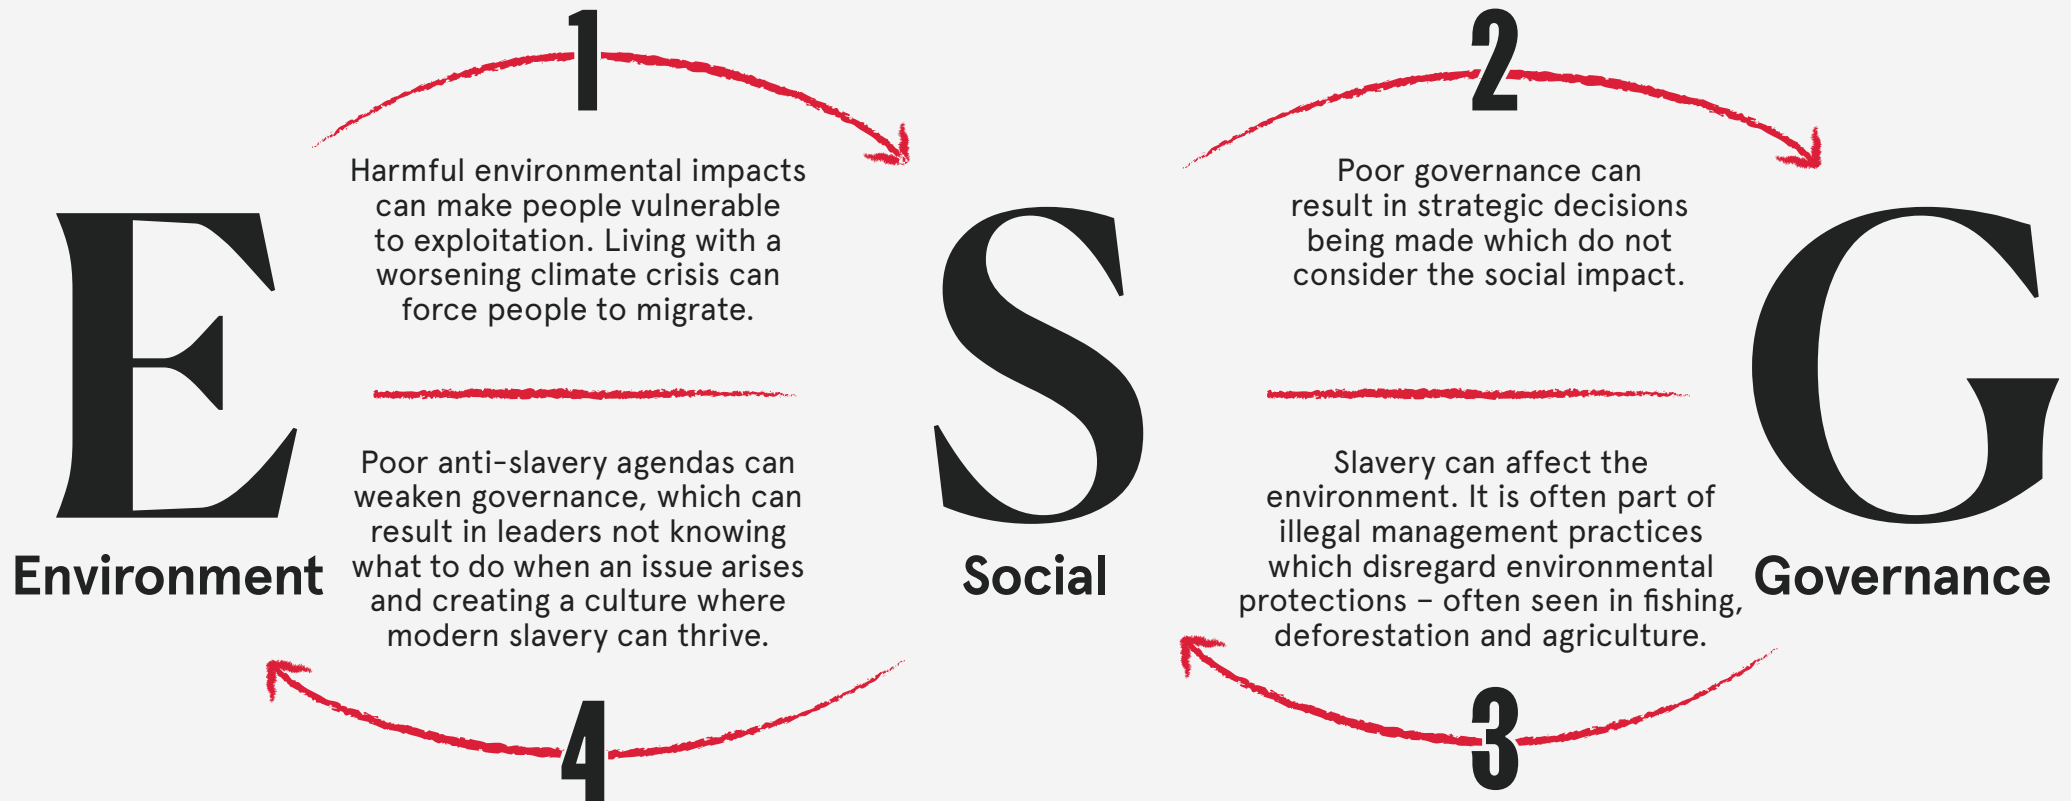 1
Harmful environmental impacts
can make people vulnerable
to exploitation. Living with a
worsening climate crisis can
force people to migrate.
2
Poor governance can
result in strategic decisions
being made which do not
consider the social impact.
E
Environment
S
Social
G
Governance
Poor anti-slavery agendas can
weaken governance, which can
result in leaders not knowing
what to do when an issue arises
and creating a culture where
modern slavery can thrive.
4
Slavery can affect the
environment. It is often part of
illegal management practices
which disregard environmental
protections – often seen in fishing,
deforestation and agriculture.
3